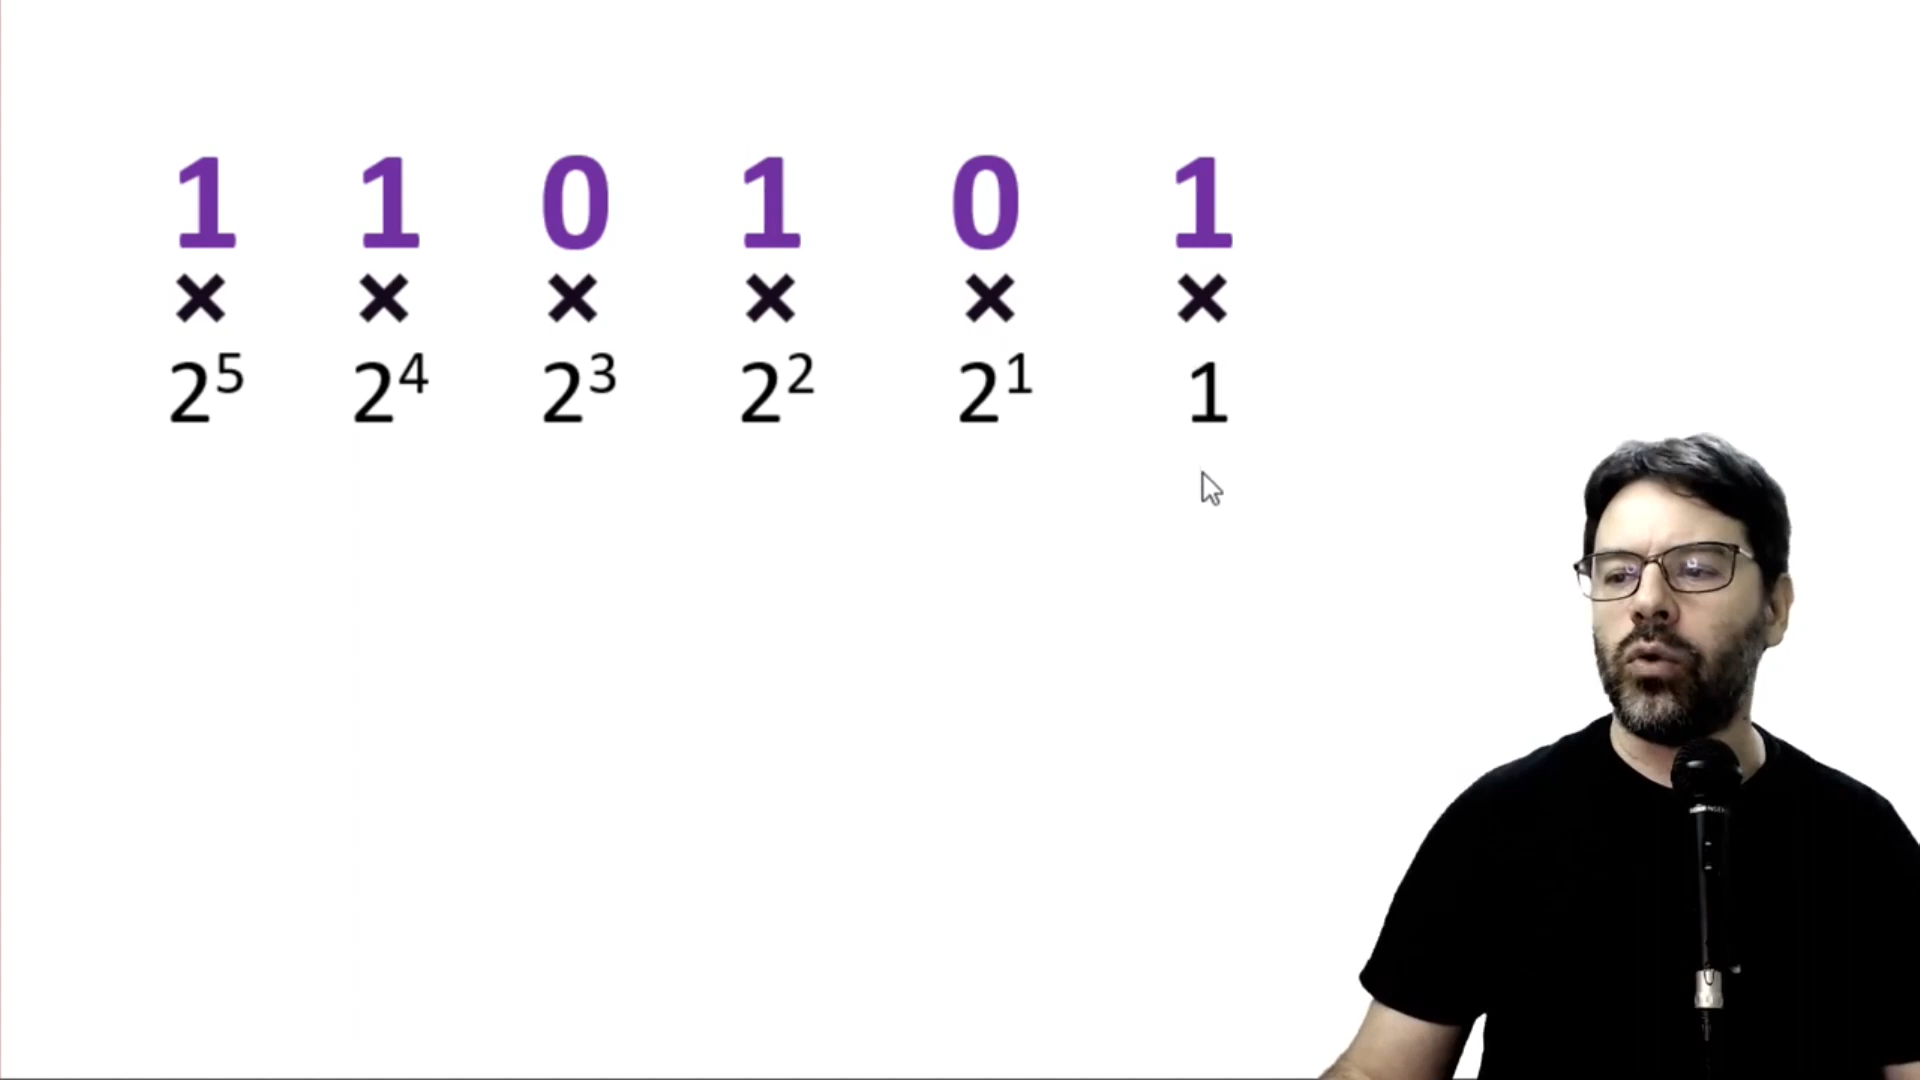 1 1 0 1 0 1
× × × × × ×
2⁵ 2⁴ 2³ 2² 2¹ 1